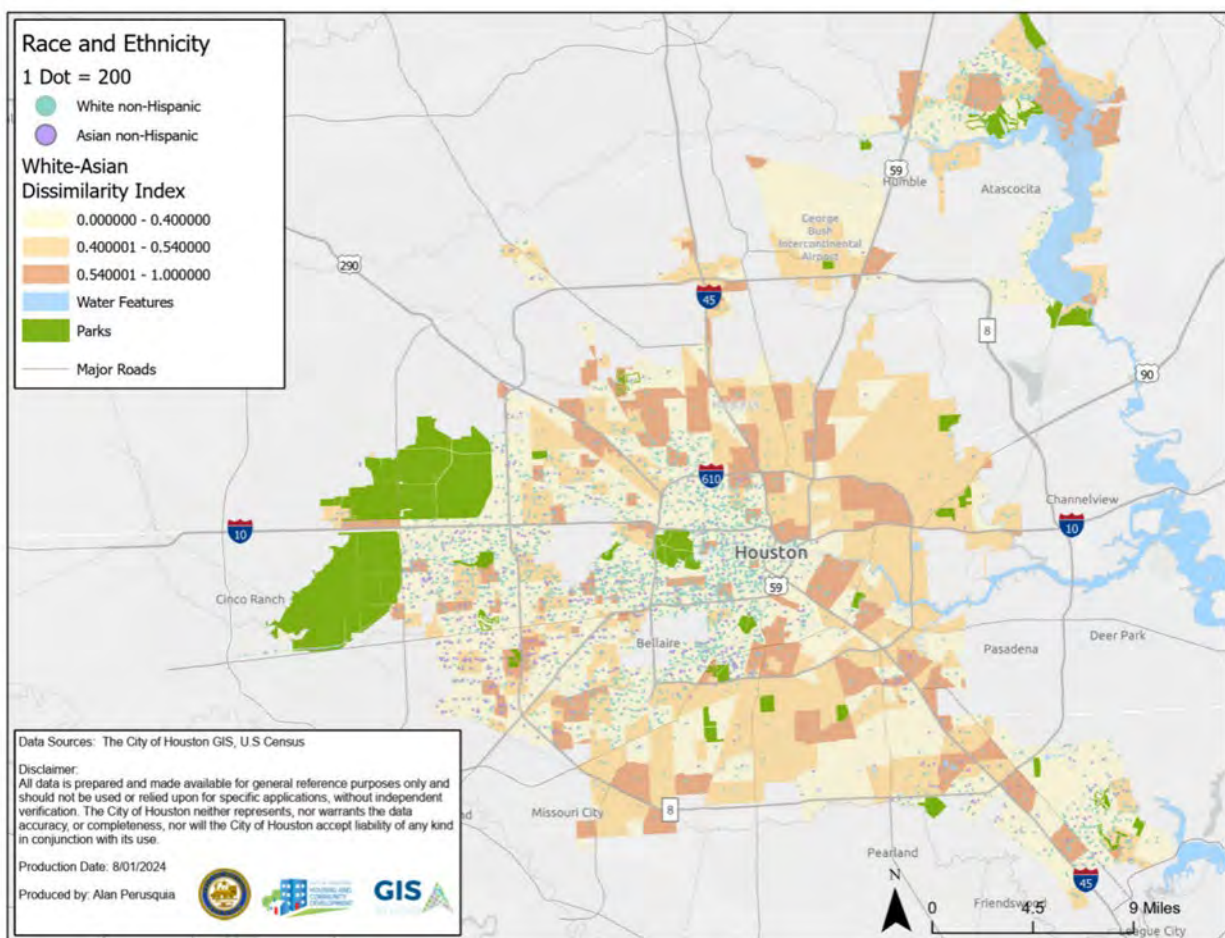 Race and Ethnicity
1 Dot = 200
White non-Hispanic
Asian non-Hispanic
White-Asian
Dissimilarity Index
0.000000 - 0.400000
0.400001 - 0.540000
0.540001 - 1.000000
Water Features
Parks
Major Roads
59
Humble
Atascocita
George
Bush
Intercontinental
Airport
290
45
8
90
610
Channelview
10
10
Houston
59
Cinco Ranch
Bellaire
Pasadena
Deer Park
Missouri City
8
Pearland
45
Friendswood
League City
N
0
4.5
9 Miles
Data Sources: The City of Houston GIS, U.S Census
Disclaimer:
All data is prepared and made available for general reference purposes only and
should not be used or relied upon for specific applications, without independent
verification. The City of Houston neither represents, nor warrants the data
accuracy, or completeness, nor will the City of Houston accept liability of any kind
in conjunction with its use.
Production Date: 8/01/2024
Produced by: Alan Perusquia
HOUSING AND
COMMUNITY
DEVELOPMENT
GIS